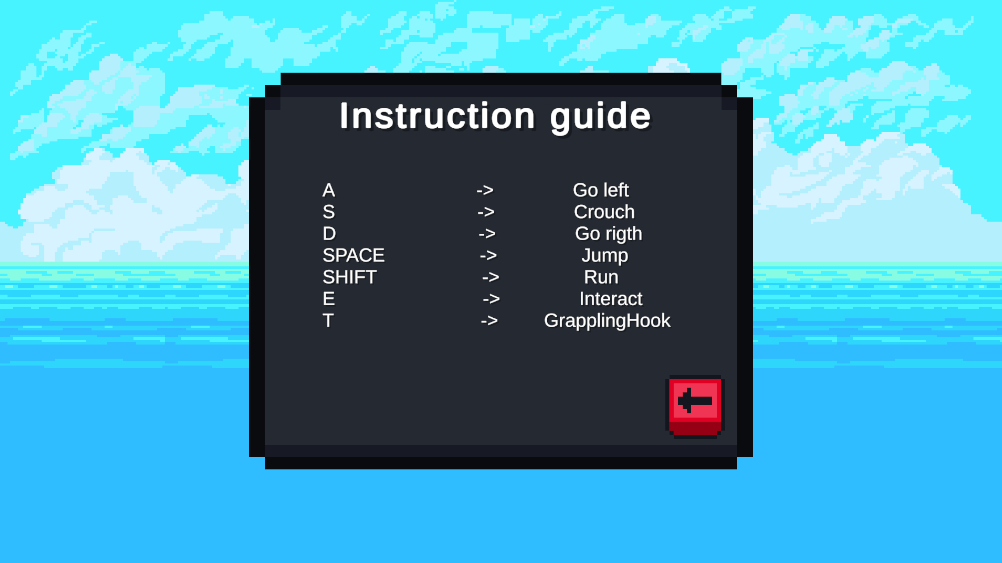 Instruction guide
A -> Go left
S -> Crouch
D -> Go rigth
SPACE -> Jump
SHIFT -> Run
E -> Interact
T -> GrapplingHook